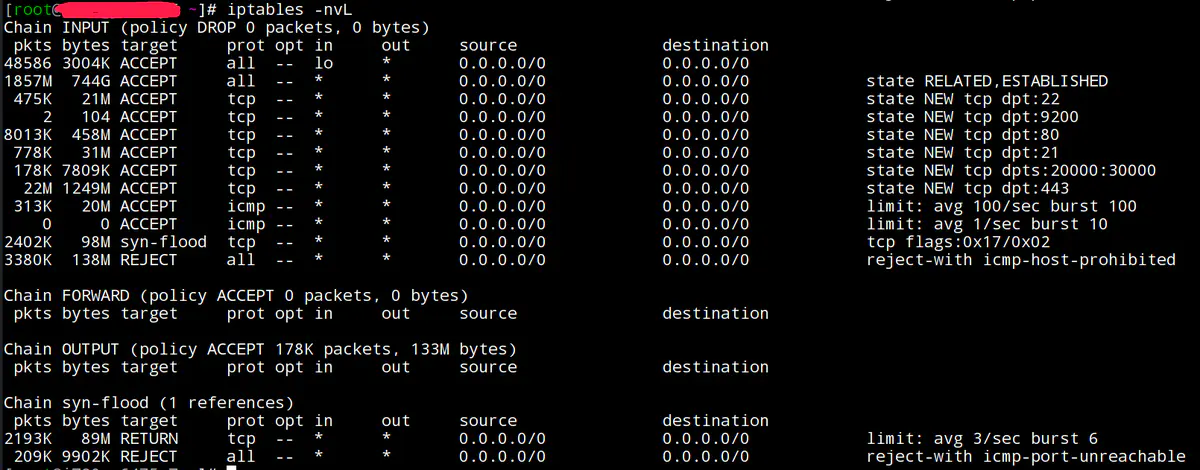 [root@ ~]# iptables -nvL
Chain INPUT (policy DROP 0 packets, 0 bytes)
pkts bytes target prot opt in out source destination
48586 3004K ACCEPT all -- lo * 0.0.0.0/0 0.0.0.0/0
1857M 744G ACCEPT all -- * * 0.0.0.0/0 0.0.0.0/0 state RELATED,ESTABLISHED
475K 21M ACCEPT tcp -- * * 0.0.0.0/0 0.0.0.0/0 state NEW tcp dpt:22
2 104 ACCEPT tcp -- * * 0.0.0.0/0 0.0.0.0/0 state NEW tcp dpt:9200
8013K 458M ACCEPT tcp -- * * 0.0.0.0/0 0.0.0.0/0 state NEW tcp dpt:80
778K 31M ACCEPT tcp -- * * 0.0.0.0/0 0.0.0.0/0 state NEW tcp dpt:21
178K 7809K ACCEPT tcp -- * * 0.0.0.0/0 0.0.0.0/0 state NEW tcp dpts:20000:30000
22M 1249M ACCEPT tcp -- * * 0.0.0.0/0 0.0.0.0/0 state NEW tcp dpt:443
313K 20M ACCEPT icmp -- * * 0.0.0.0/0 0.0.0.0/0 limit: avg 100/sec burst 100
0 0 ACCEPT icmp -- * * 0.0.0.0/0 0.0.0.0/0 limit: avg 1/sec burst 10
2402K 98M syn-flood tcp -- * * 0.0.0.0/0 0.0.0.0/0 tcp flags:0x17/0x02
3380K 138M REJECT all -- * * 0.0.0.0/0 0.0.0.0/0 reject-with icmp-host-prohibited
Chain FORWARD (policy ACCEPT 0 packets, 0 bytes)
pkts bytes target prot opt in out source destination
Chain OUTPUT (policy ACCEPT 178K packets, 133M bytes)
pkts bytes target prot opt in out source destination
Chain syn-flood (1 references)
pkts bytes target prot opt in out source destination
2193K 89M RETURN tcp -- * * 0.0.0.0/0 0.0.0.0/0 limit: avg 3/sec burst 6
209K 9902K REJECT all -- * * 0.0.0.0/0 0.0.0.0/0 reject-with icmp-port-unreachable